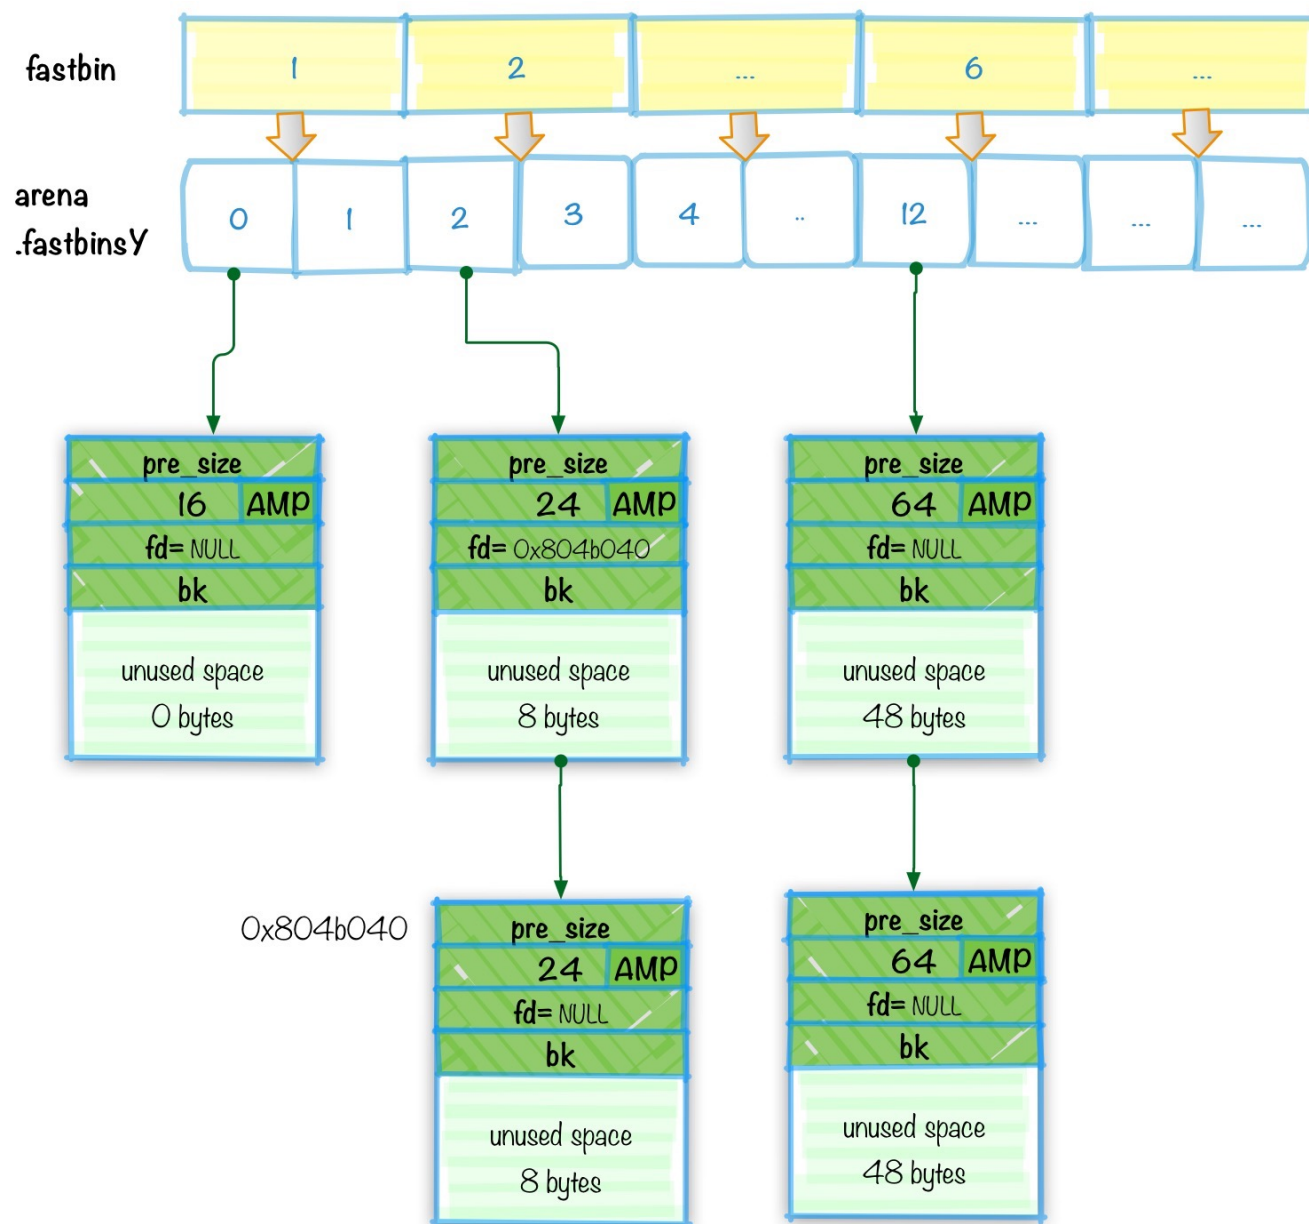 fastbin
1
2
...
6
...
arena
.fastbinsY
0
1
2
3
4
..
12
...
...
...
pre_size
16 AMP
fd= NULL
bk
unused space
0 bytes
pre_size
24 AMP
fd= 0x804b040
bk
unused space
8 bytes
pre_size
64 AMP
fd= NULL
bk
unused space
48 bytes
0x804b040
pre_size
24 AMP
fd= NULL
bk
unused space
8 bytes
pre_size
64 AMP
fd= NULL
bk
unused space
48 bytes